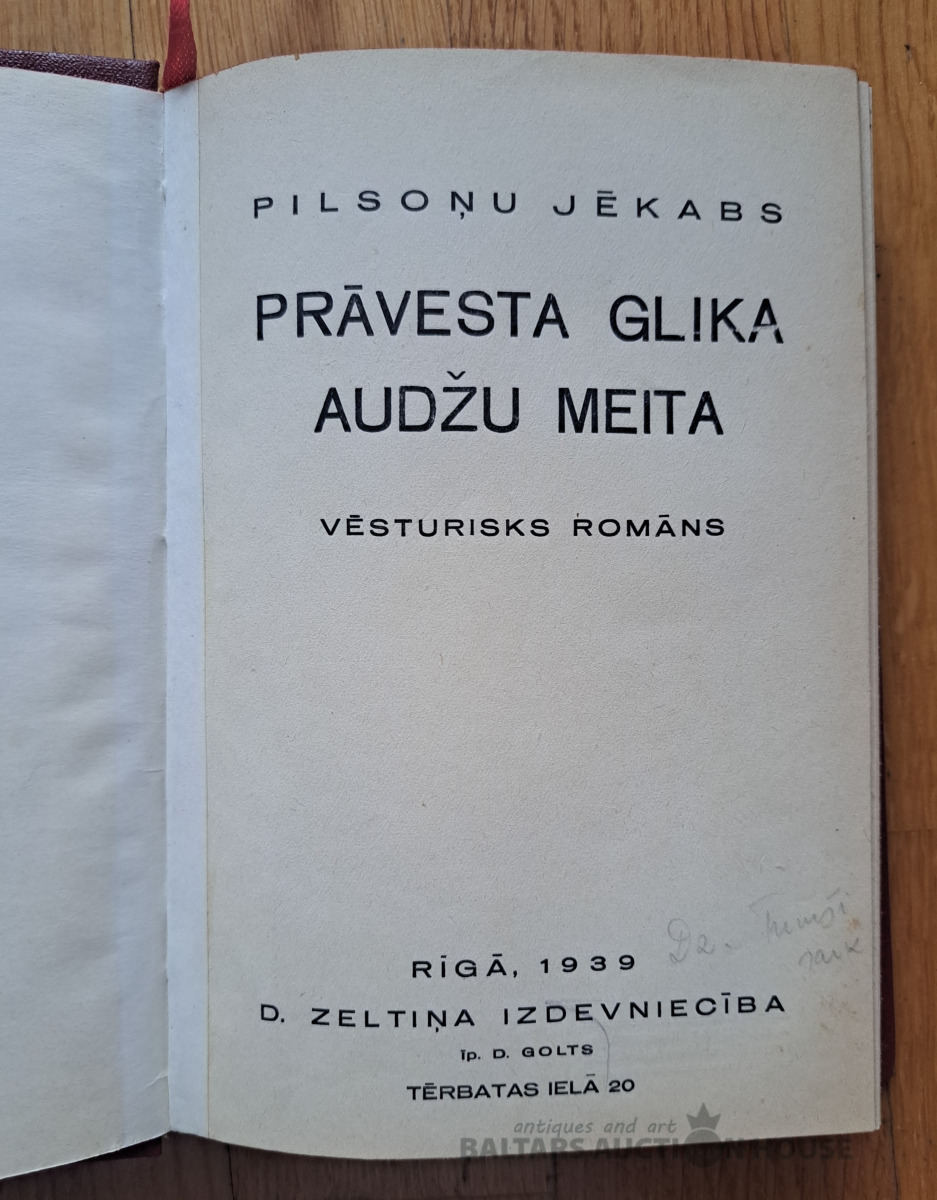 PILSOŅU JĒKABS
PRĀVESTA GLIKA
AUDŽU MEITA
VĒSTURISKS ROMĀNS
RĪGĀ, 1939
D. ZELTIŅA IZDEVNIECĪBA
īp. D. GOLTS
TĒRBATAS IELĀ 20
antiques and art
BALTARS AUCTION HOUSE